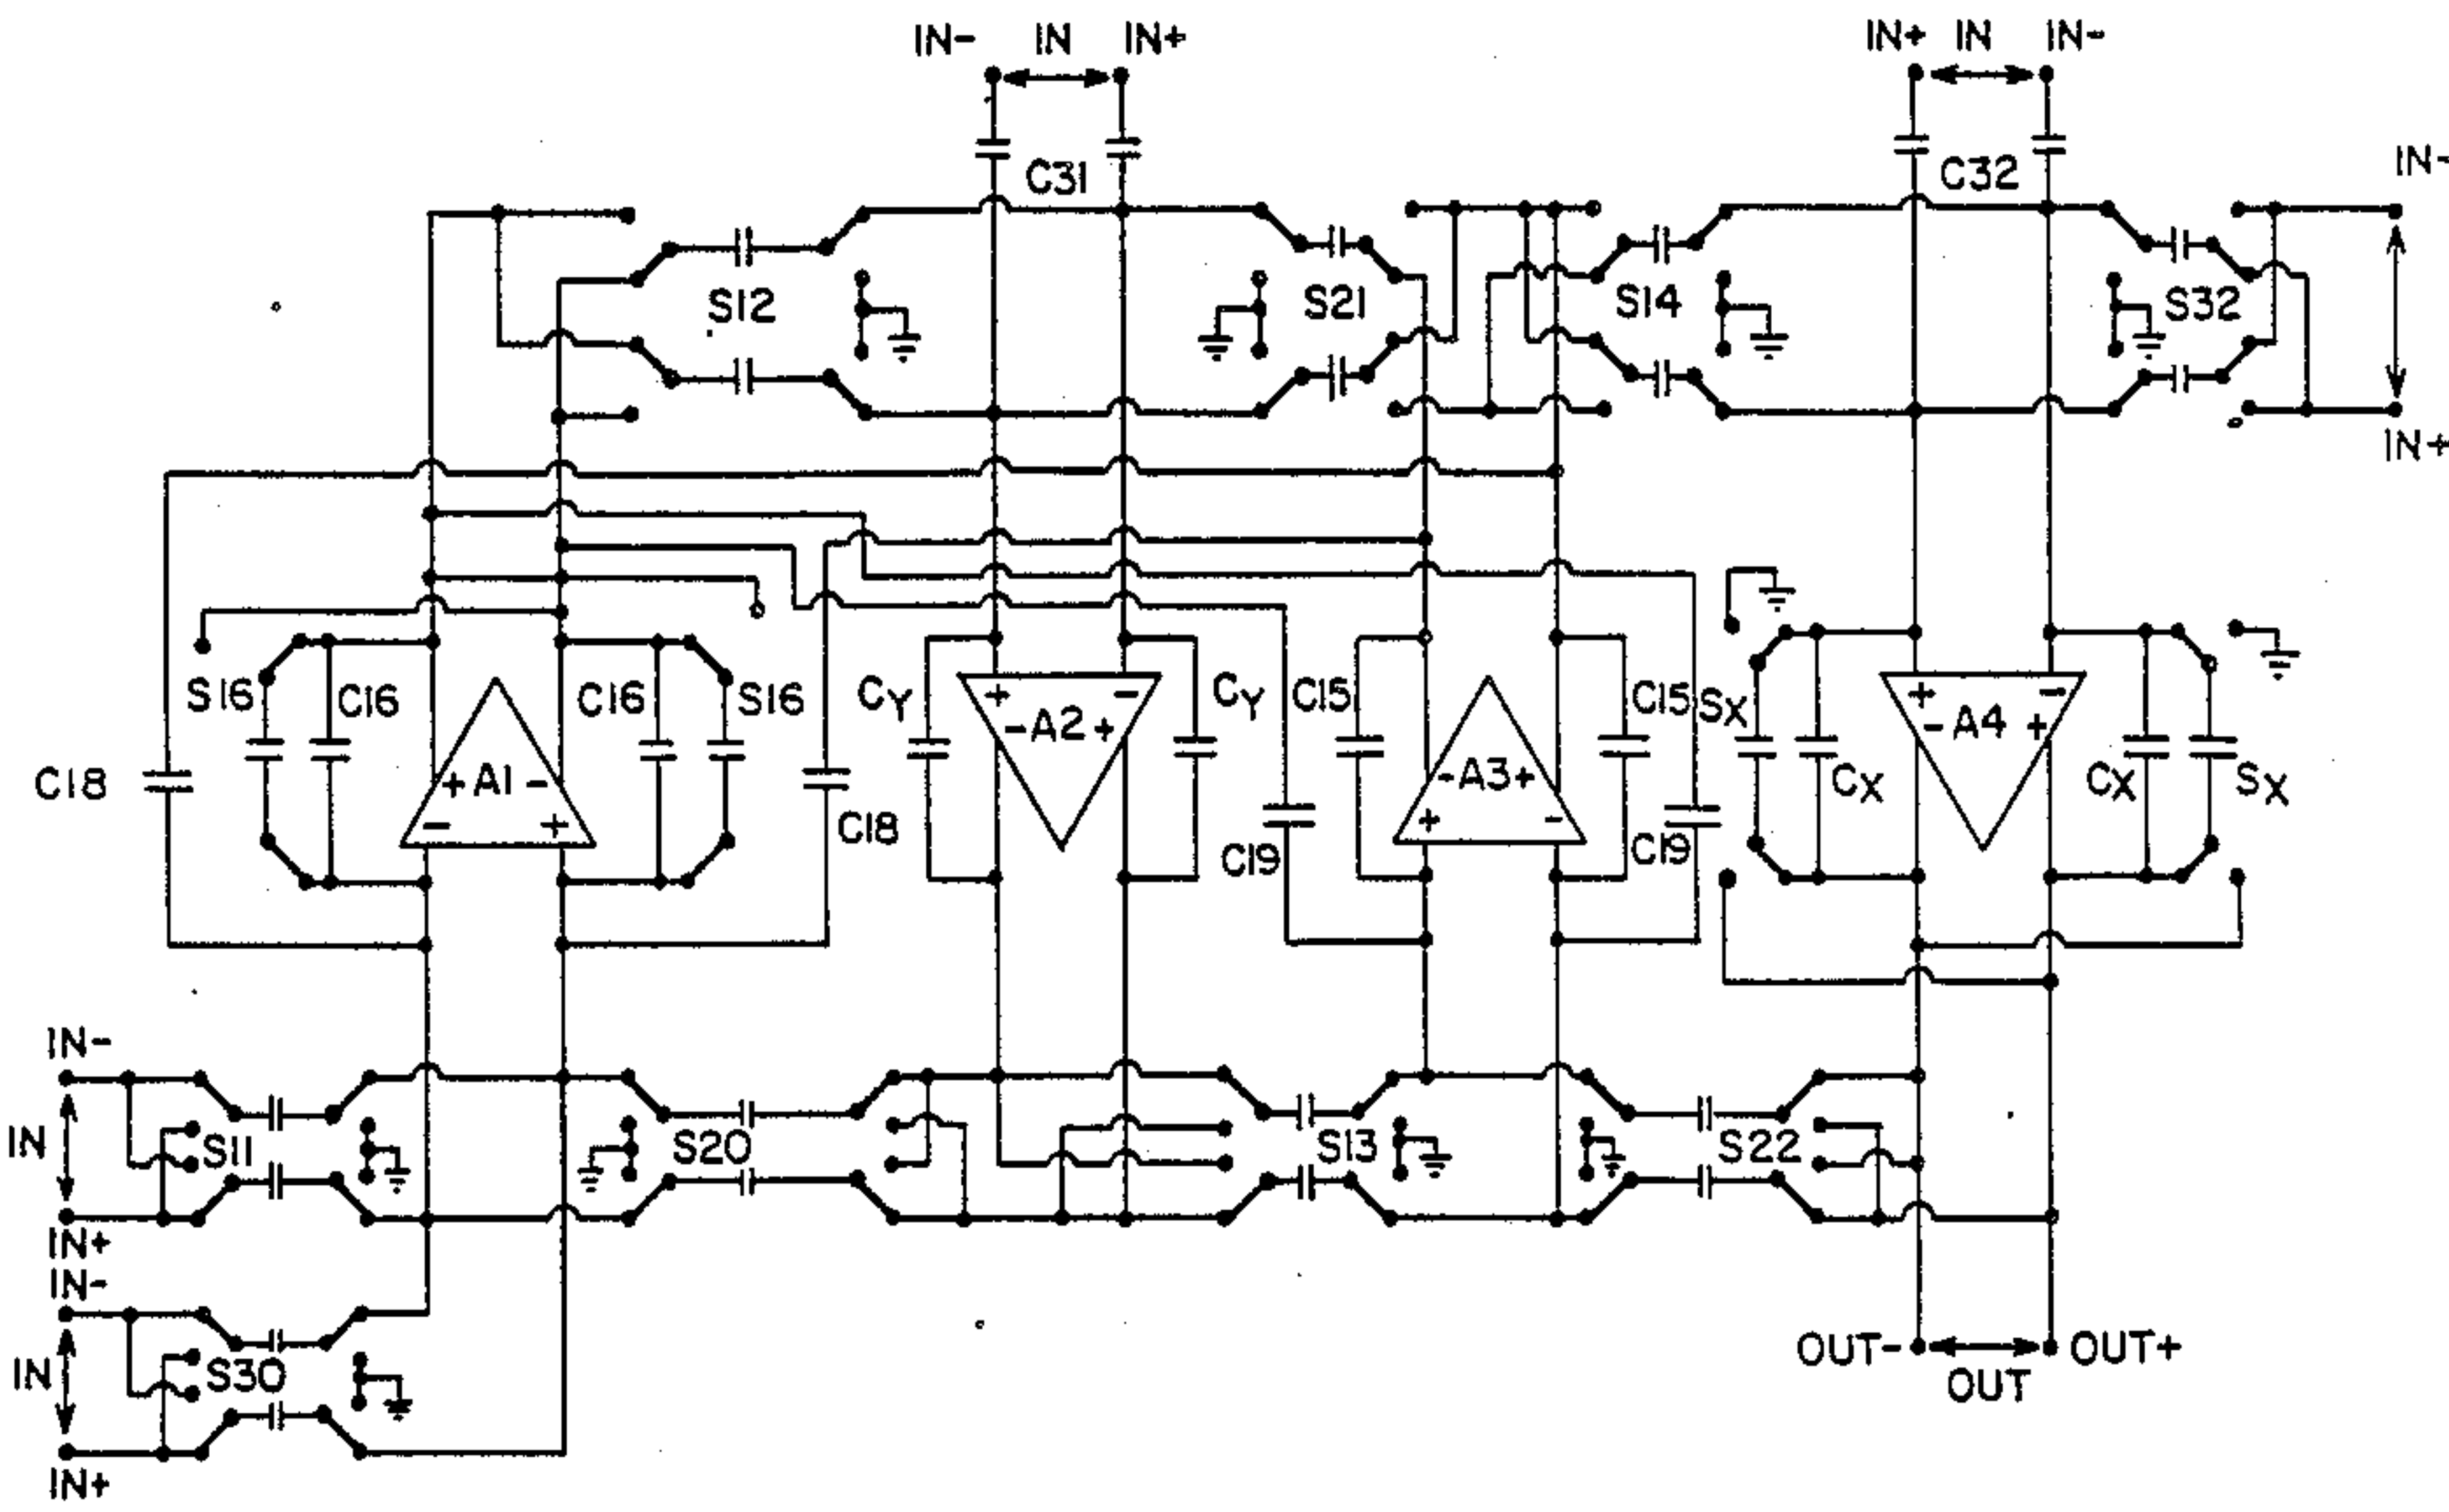 IN- IN IN+ IN+ IN IN-
IN-
C31 C32
S12 S21 S14 S32
IN+
S16 C16 C16 S16 CY CY C15 C15 SX
+ - - +
- A2 + - A4 +
C18 + A1 - - A3 + CX CX SX
- + C18 + - C19 C19
IN-
IN S11 S20 S13 S22
IN+
IN-
IN S30 OUT- OUT+
OUT
IN+